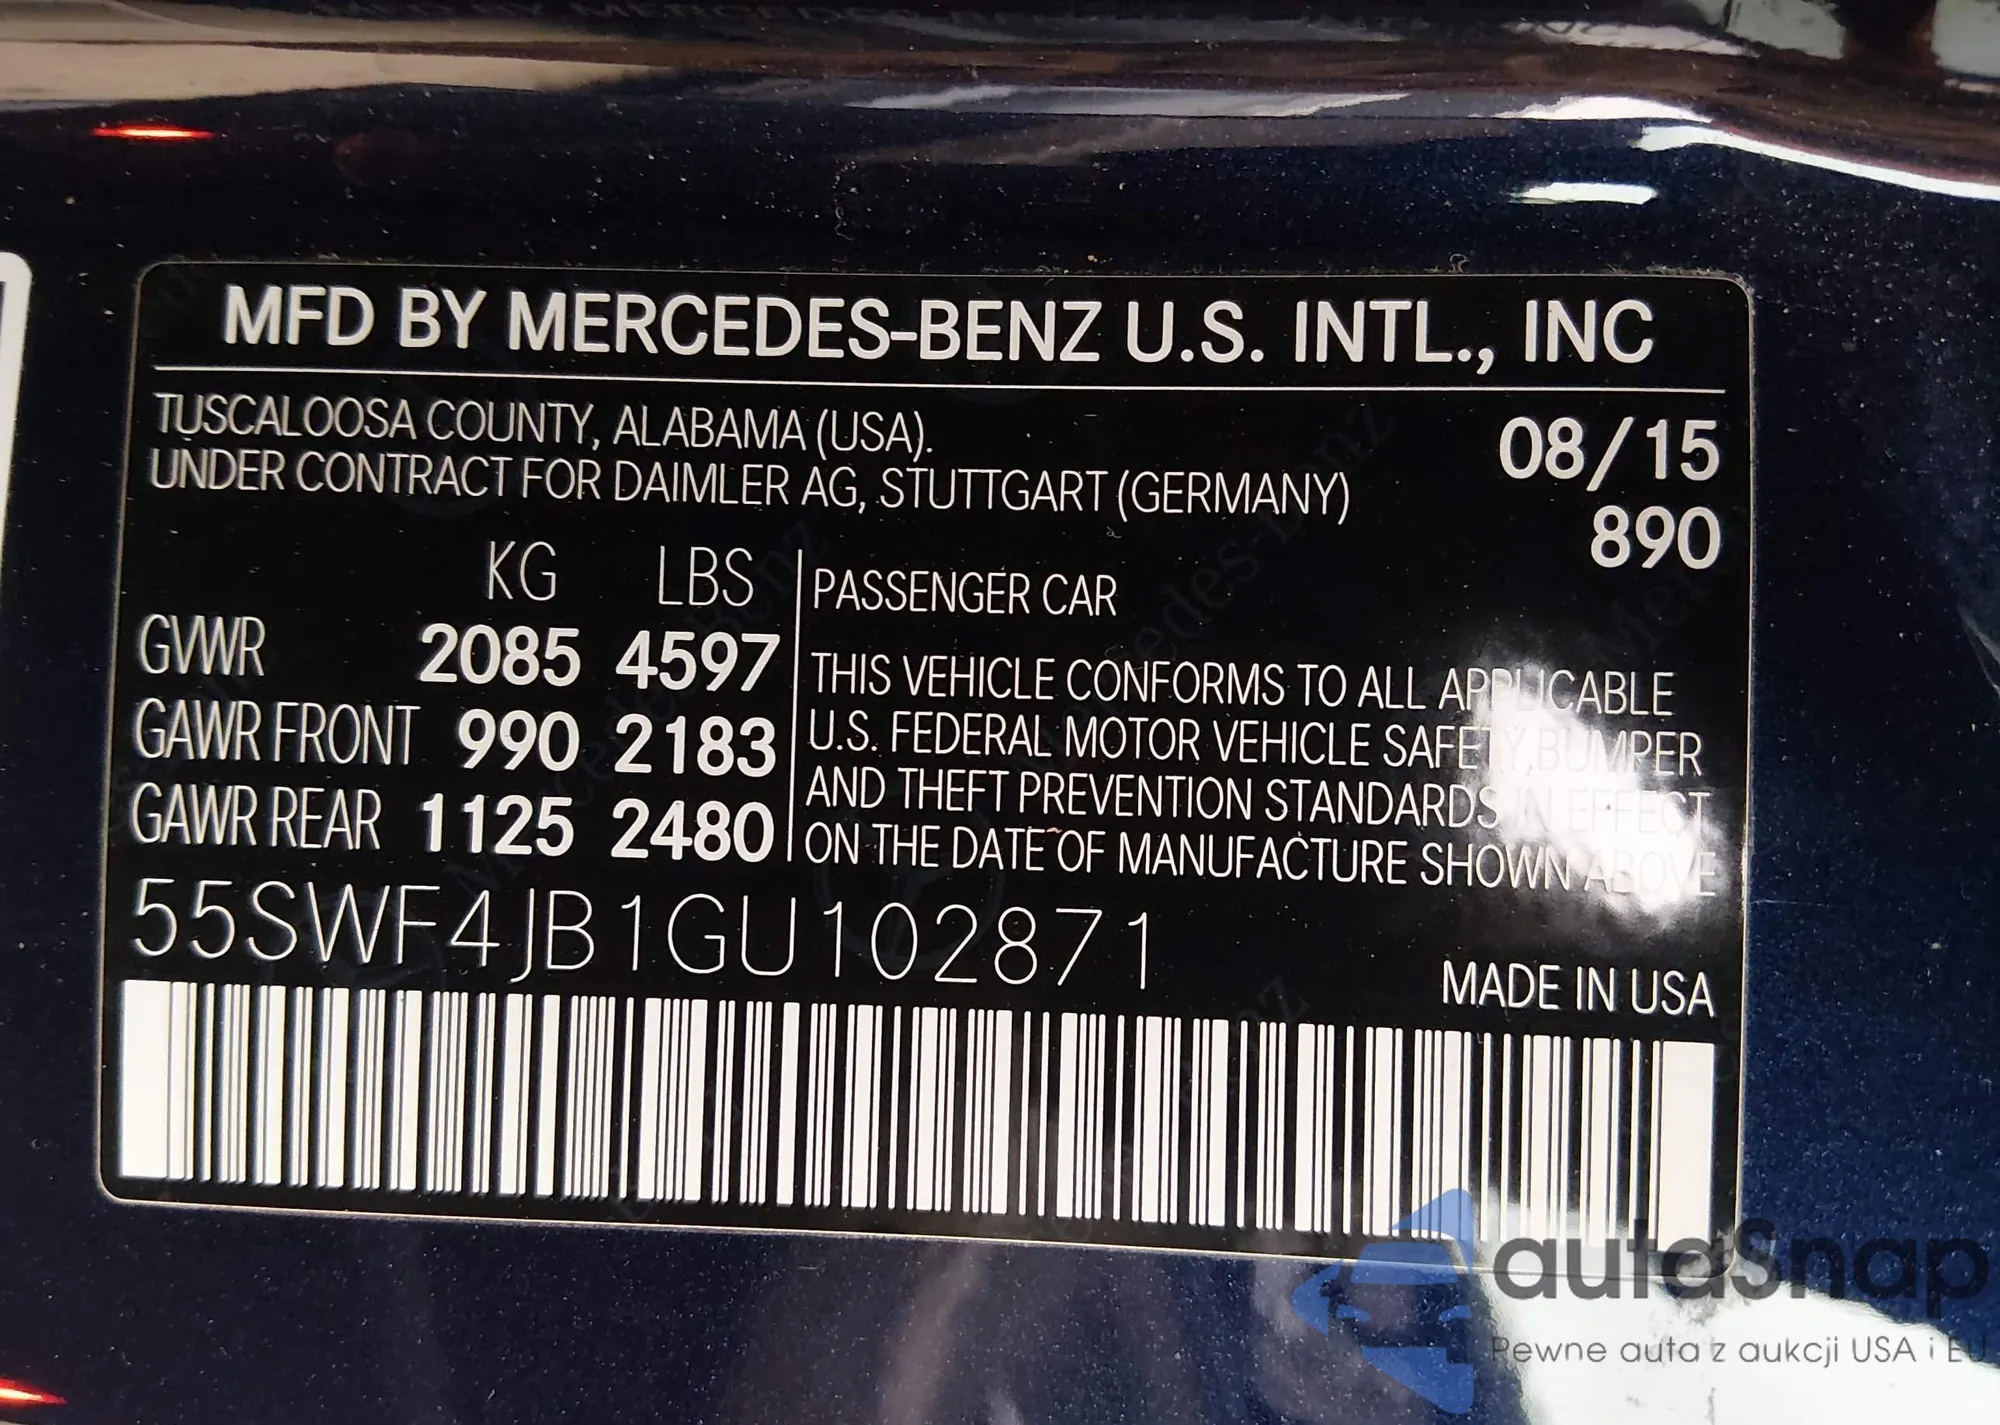 MFD BY MERCEDES-BENZ U.S. INTL., INC
TUSCALOOSA COUNTY, ALABAMA (USA).
UNDER CONTRACT FOR DAIMLER AG, STUTTGART (GERMANY)
08/15
890
KG LBS
GVWR 2085 4597
GAWR FRONT 990 2183
GAWR REAR 1125 2480
PASSENGER CAR
THIS VEHICLE CONFORMS TO ALL APPLICABLE
U.S. FEDERAL MOTOR VEHICLE SAFETY, BUMPER
AND THEFT PREVENTION STANDARDS IN EFFECT
ON THE DATE OF MANUFACTURE SHOWN ABOVE
55SWF4JB1GU102871
MADE IN USA
autoSnap
Pewne auta z aukcji USA i EU